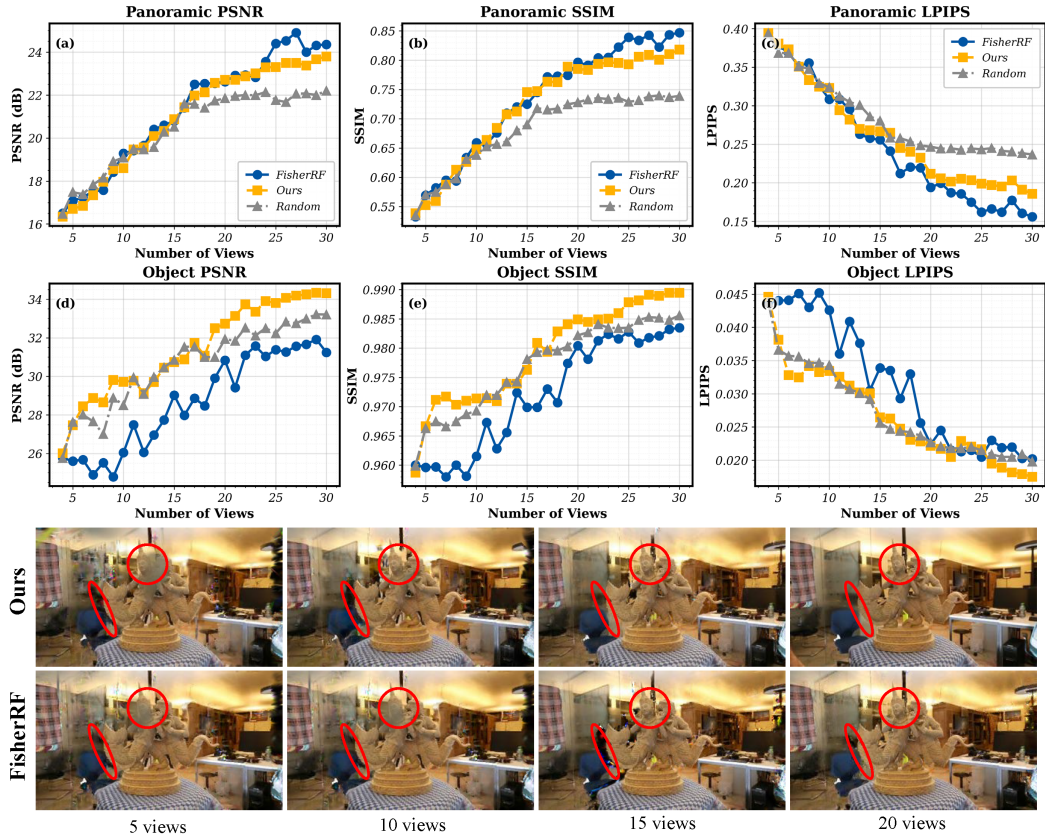 Panoramic PSNR
(a)
PSNR (dB)
24
22
20
18
16
5
10
15
20
25
30
Number of Views
FisherRF
Ours
Random
Panoramic SSIM
(b)
SSIM
0.85
0.80
0.75
0.70
0.65
0.60
0.55
5
10
15
20
25
30
Number of Views
FisherRF
Ours
Random
Panoramic LPIPS
(c)
LPIPS
0.40
0.35
0.30
0.25
0.20
0.15
5
10
15
20
25
30
Number of Views
FisherRF
Ours
Random
Object PSNR
(d)
PSNR (dB)
34
32
30
28
26
5
10
15
20
25
30
Number of Views
Object SSIM
(e)
SSIM
0.990
0.985
0.980
0.975
0.970
0.965
0.960
5
10
15
20
25
30
Number of Views
Object LPIPS
(f)
LPIPS
0.045
0.040
0.035
0.030
0.025
0.020
5
10
15
20
25
30
Number of Views
Ours
FisherRF
5 views
10 views
15 views
20 views